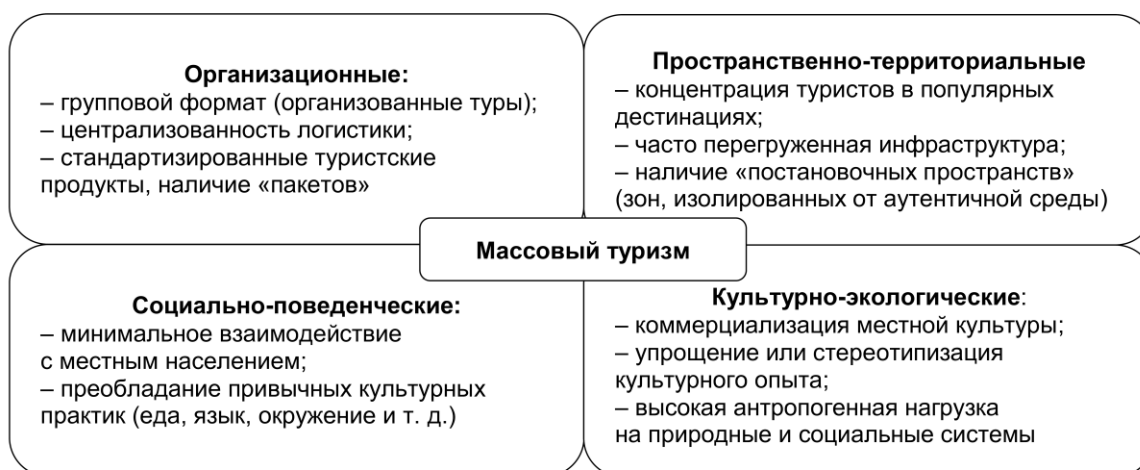 Организационные:
– групповой формат (организованные туры);
– централизованность логистики;
– стандартизированные туристские
продукты, наличие «пакетов»
Пространственно-территориальные
– концентрация туристов в популярных
дестинациях;
– часто перегруженная инфраструктура;
– наличие «постановочных пространств»
(зон, изолированных от аутентичной среды)
Массовый туризм
Социально-поведенческие:
– минимальное взаимодействие
с местным населением;
– преобладание привычных культурных
практик (еда, язык, окружение и т. д.)
Культурно-экологические:
– коммерциализация местной культуры;
– упрощение или стереотипизация
культурного опыта;
– высокая антропогенная нагрузка
на природные и социальные системы